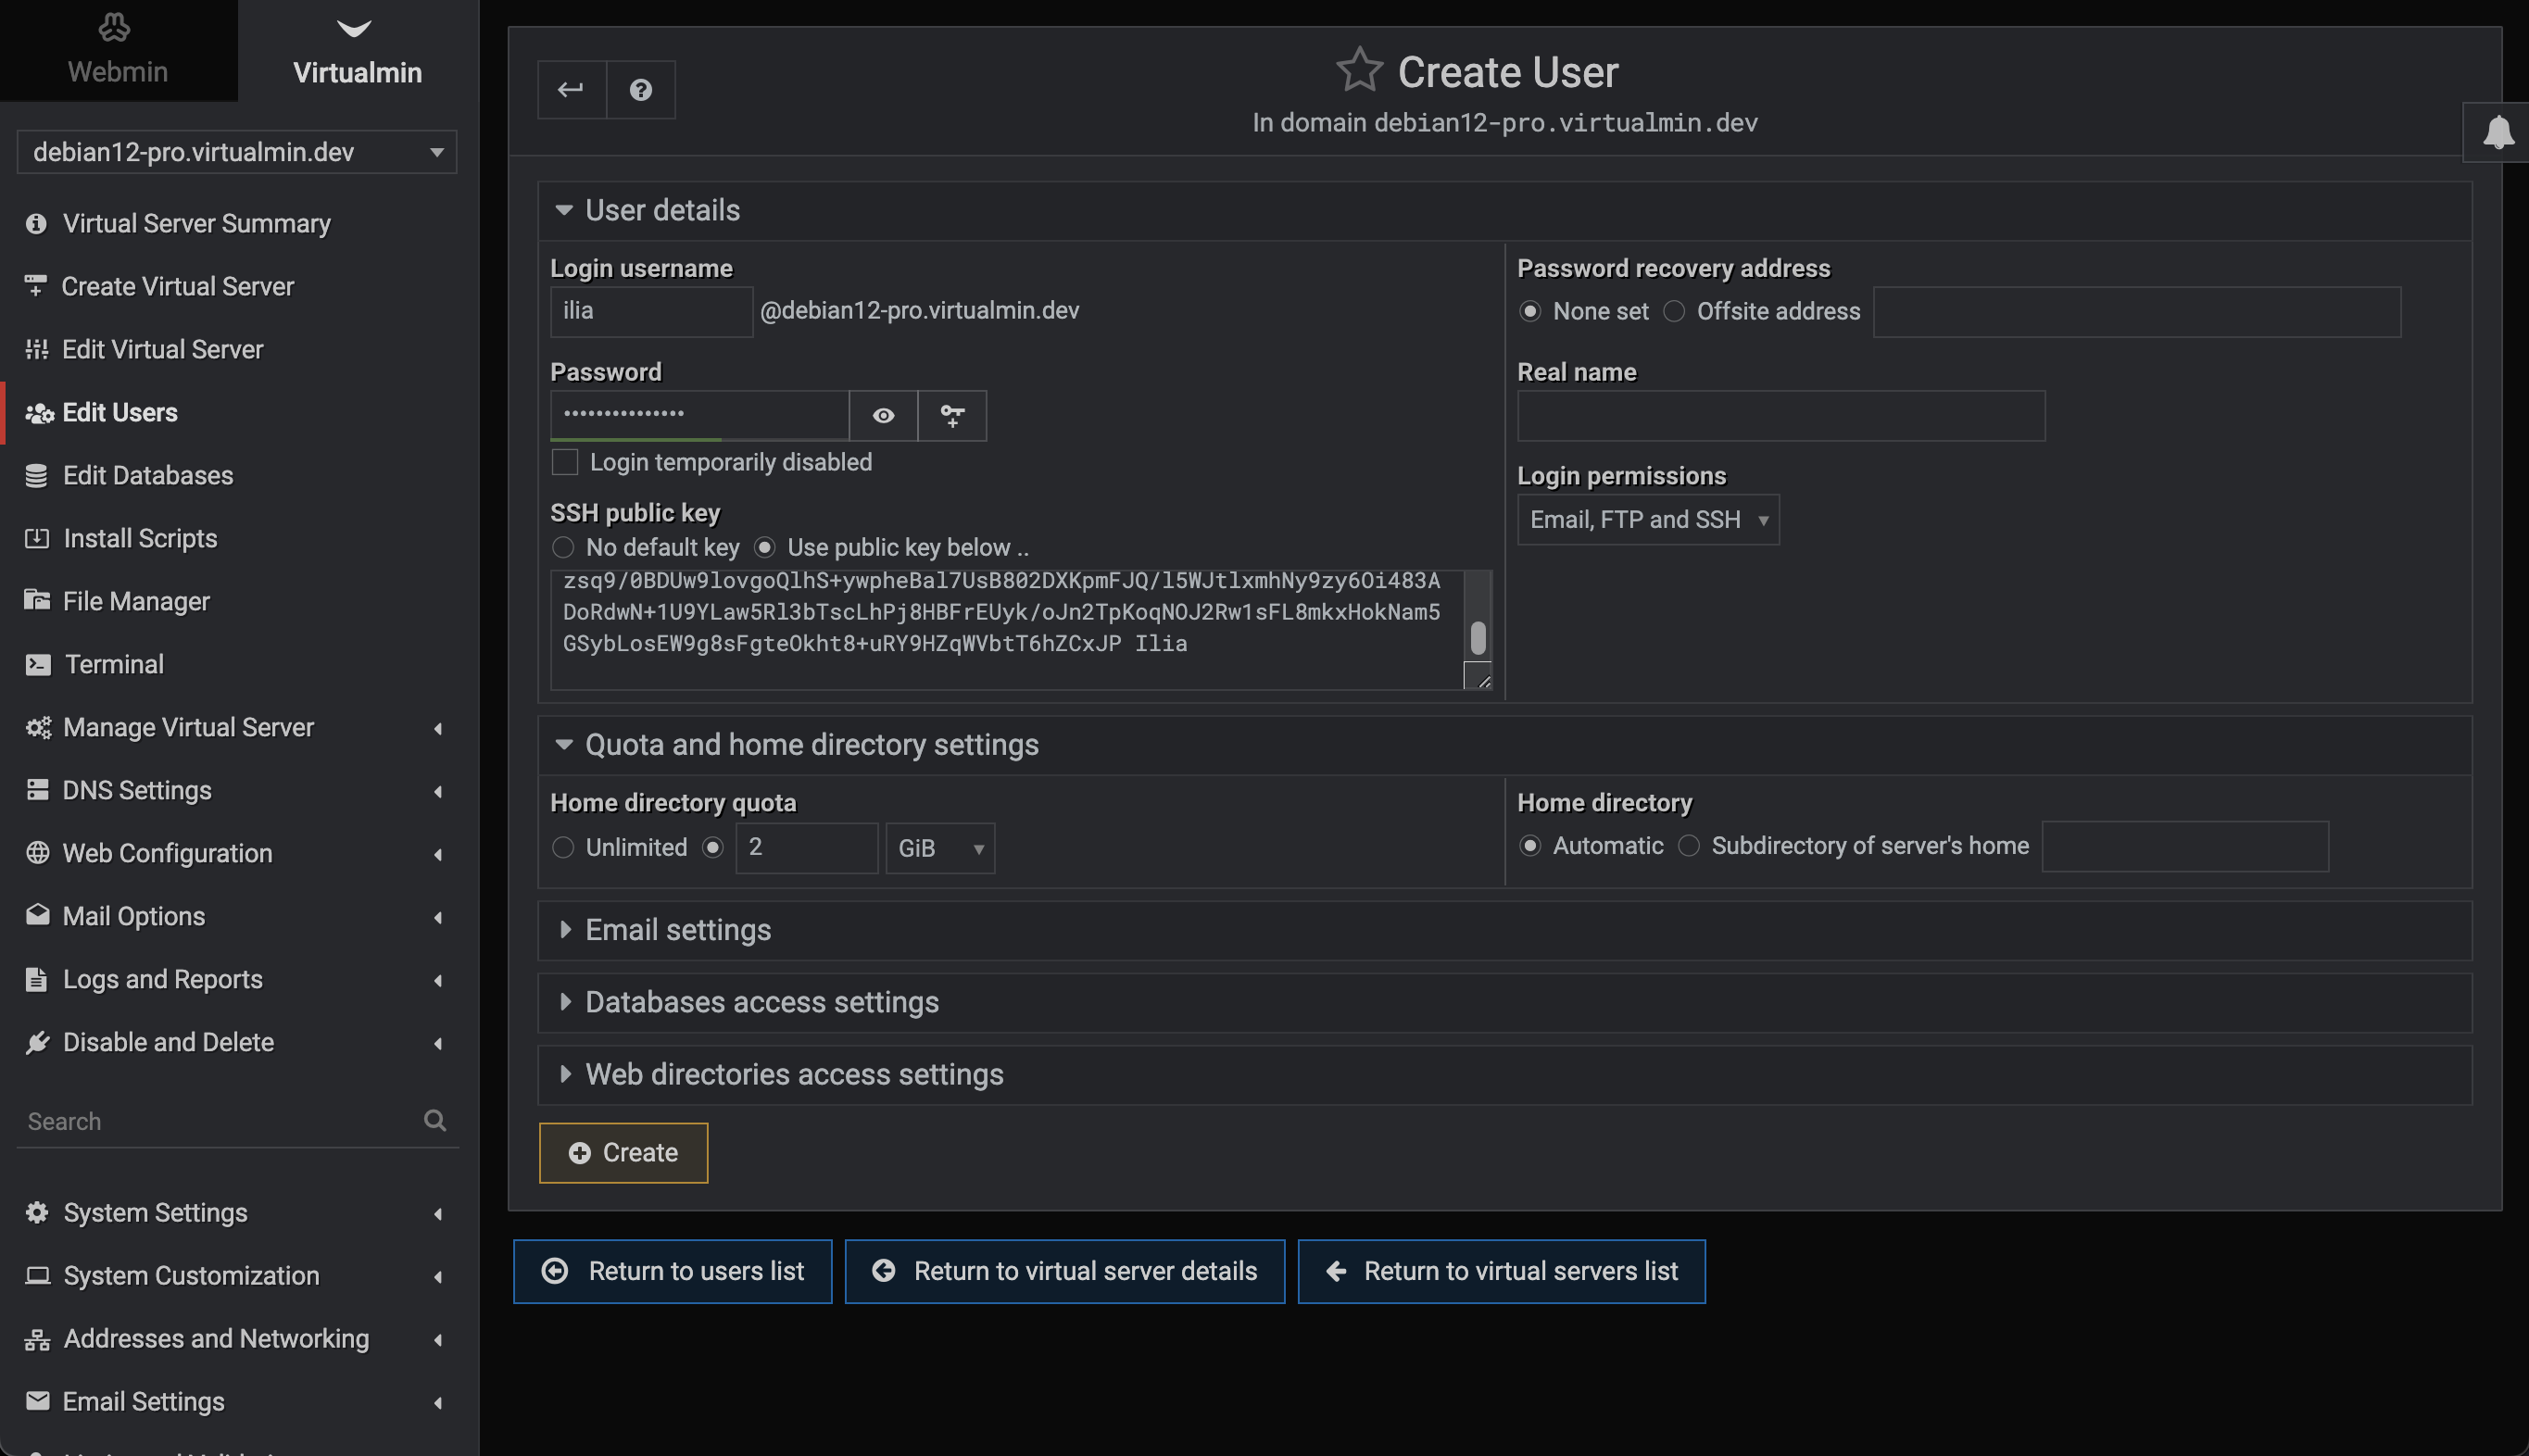 Webmin
Virtualmin
debian12-pro.virtualmin.dev
Virtual Server Summary
Create Virtual Server
Edit Virtual Server
Edit Users
Edit Databases
Install Scripts
File Manager
Terminal
Manage Virtual Server
DNS Settings
Web Configuration
Mail Options
Logs and Reports
Disable and Delete
Search
System Settings
System Customization
Addresses and Networking
Email Settings
Create User
In domain debian12-pro.virtualmin.dev
User details
Login username
ilia @debian12-pro.virtualmin.dev
Password
•••••••••••••••
Login temporarily disabled
SSH public key
No default key Use public key below ..
zsq9/0BDUw9lovgoQlhS+ywpheBal7UsB802DXKpmFJQ/l5WJtlxmhNy9zy6Oi483A
DoRdwN+1U9YLaw5Rl3bTscLhPj8HBFrEUyk/oJn2TpKoqNOJ2Rw1sFL8mkxHokNam5
GSybLosEW9g8sFgteOkht8+uRY9HZqWVbtT6hZCxJP Ilia
Password recovery address
None set Offsite address
Real name
Login permissions
Email, FTP and SSH
Quota and home directory settings
Home directory quota
Unlimited 2 GiB
Home directory
Automatic Subdirectory of server's home
Email settings
Databases access settings
Web directories access settings
Create
Return to users list
Return to virtual server details
Return to virtual servers list